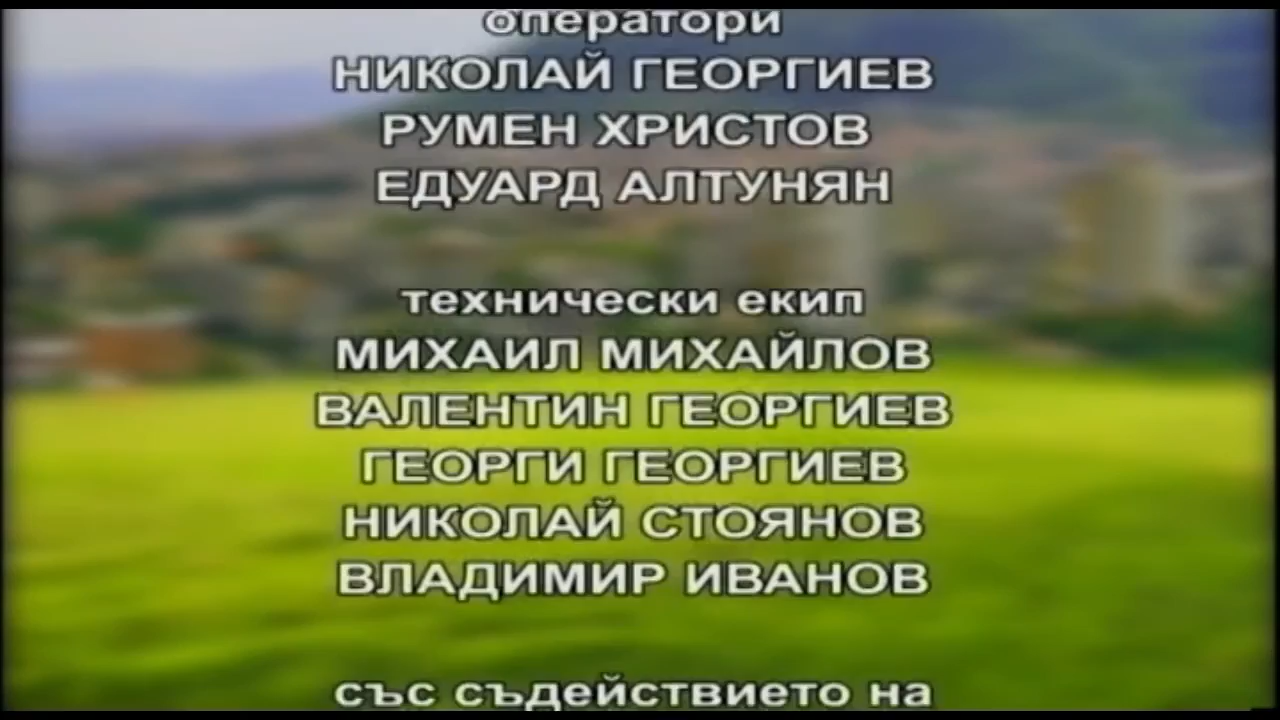 оператори
НИКОЛАЙ ГЕОРГИЕВ
РУМЕН ХРИСТОВ
ЕДУАРД АЛТУНЯН
технически екип
МИХАИЛ МИХАЙЛОВ
ВАЛЕНТИН ГЕОРГИЕВ
ГЕОРГИ ГЕОРГИЕВ
НИКОЛАЙ СТОЯНОВ
ВЛАДИМИР ИВАНОВ
със съдействието на